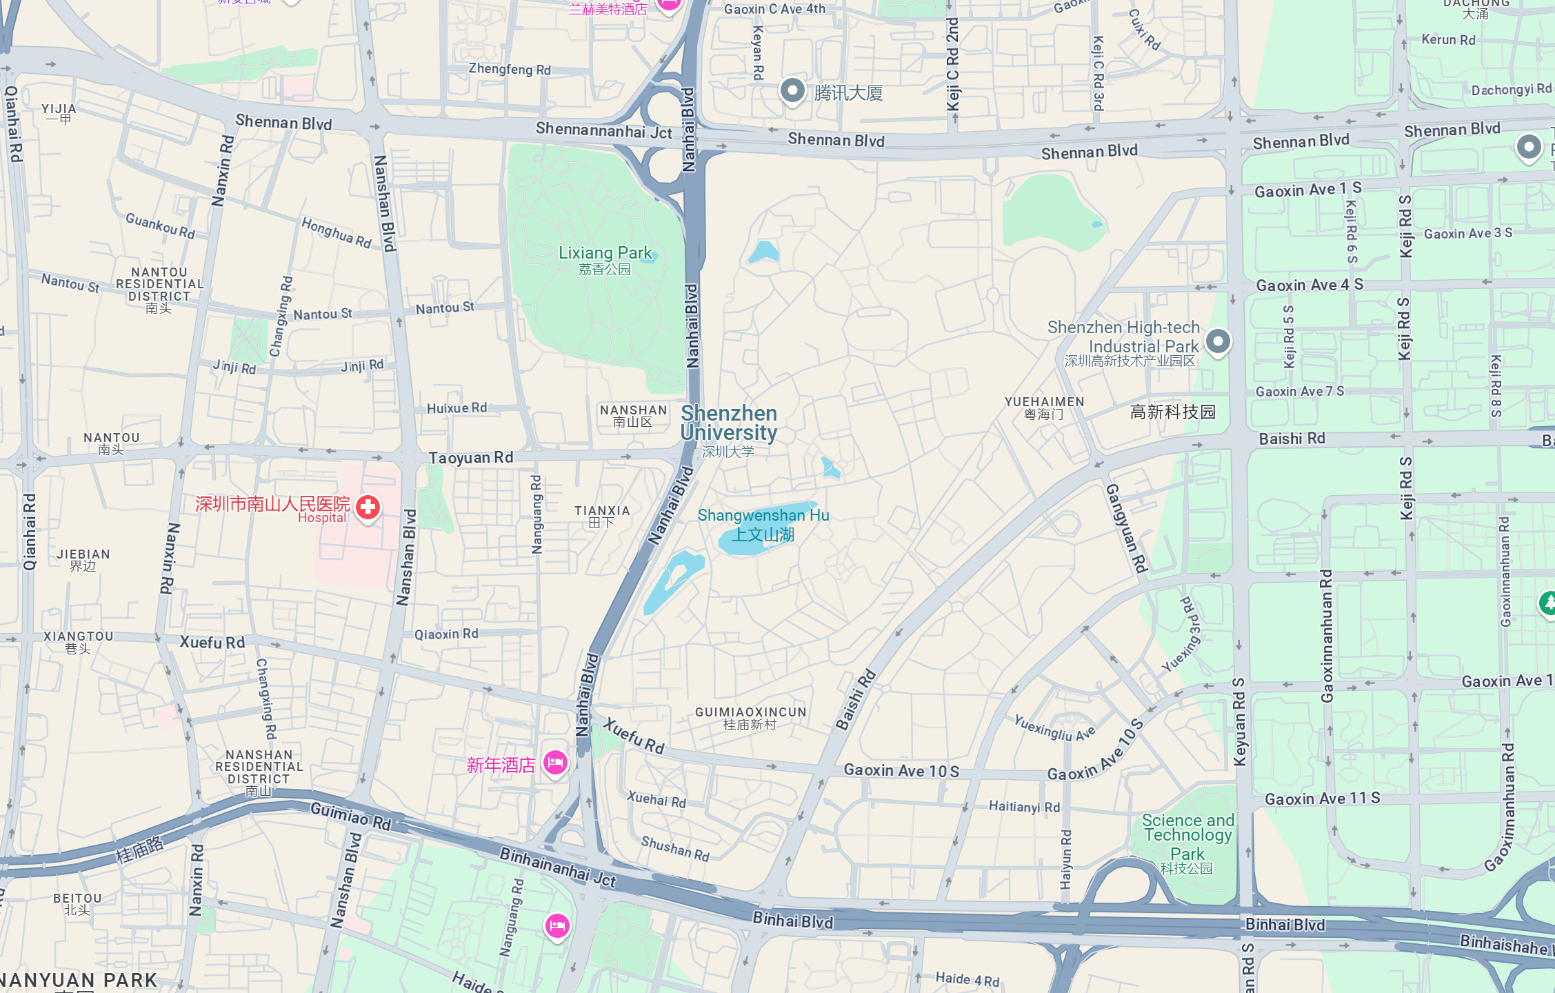 兰赫美特酒店
Gaoxin C Ave 4th
DACHONG
大涌
Keyan Rd
Keji C Rd 2nd
Keji C Rd 3rd
Cuixi Rd
Kerun Rd
Zhengfeng Rd
腾讯大厦
Dachongyi Rd
Qianhai Rd
YIJIA
一甲
Shennan Blvd
Shennannanhai Jct
Nanhai Blvd
Shennan Blvd
Shennan Blvd
Shennan Blvd
Shennan Blvd
Nanxin Rd
Nanshan Blvd
Nanhai Blvd
Gaoxin Ave 1 S
Keji Rd 6 S
Keji Rd S
Gaoxin Ave 3 S
Guankou Rd
Honghua Rd
Lixiang Park
荔香公园
NANTOU
RESIDENTIAL
DISTRICT
南头
Nantou St
Changxing Rd
Nantou St
Nantou St
Nanhai Blvd
Gaoxin Ave 4 S
Keji Rd 5 S
Keji Rd S
Shenzhen High-tech
Industrial Park
深圳高新技术产业园区
Jinji Rd
Jinji Rd
Keji Rd 8 S
Gaoxin Ave 7 S
Huixue Rd
NANSHAN
南山区
Shenzhen
University
深圳大学
YUEHAIMEN
粤海门
高新科技园
NANTOU
南头
Taoyuan Rd
Baishi Rd
Nanguang Rd
Nanhai Blvd
Keji Rd S
深圳市南山人民医院
Hospital
Qianhai Rd
TIANXIA
田下
Shangwenshan Hu
上文山湖
Gangyuan Rd
JIEBIAN
界边
Nanxin Rd
Nanshan Blvd
Gaoxinnanhuan Rd
Gaoxinnanhuan Rd
XIANGTOU
巷头
Xuefu Rd
Qiaoxin Rd
Yuexing 3rd Rd
Changxing Rd
Nanhai Blvd
Baishi Rd
Keyuan Rd S
GUIMIAOXINCUN
桂庙新村
Xuefu Rd
Yuexingliu Ave
Gaoxin Ave 10 S
NANSHAN
RESIDENTIAL
DISTRICT
南山
新年酒店
Gaoxin Ave 10 S
Gaoxinnanhuan Rd
Guimiao Rd
Xuehai Rd
Haitianyi Rd
Gaoxin Ave 11 S
Science and
Technology
Park
科技公园
桂庙路
Shushan Rd
Haiyun Rd
Nanxin Rd
Nanshan Blvd
Binhainanhai Jct
BEITOU
北头
Nanguang Rd
Binhai Blvd
Binhai Blvd
NANYUAN PARK
Haide 4 Rd